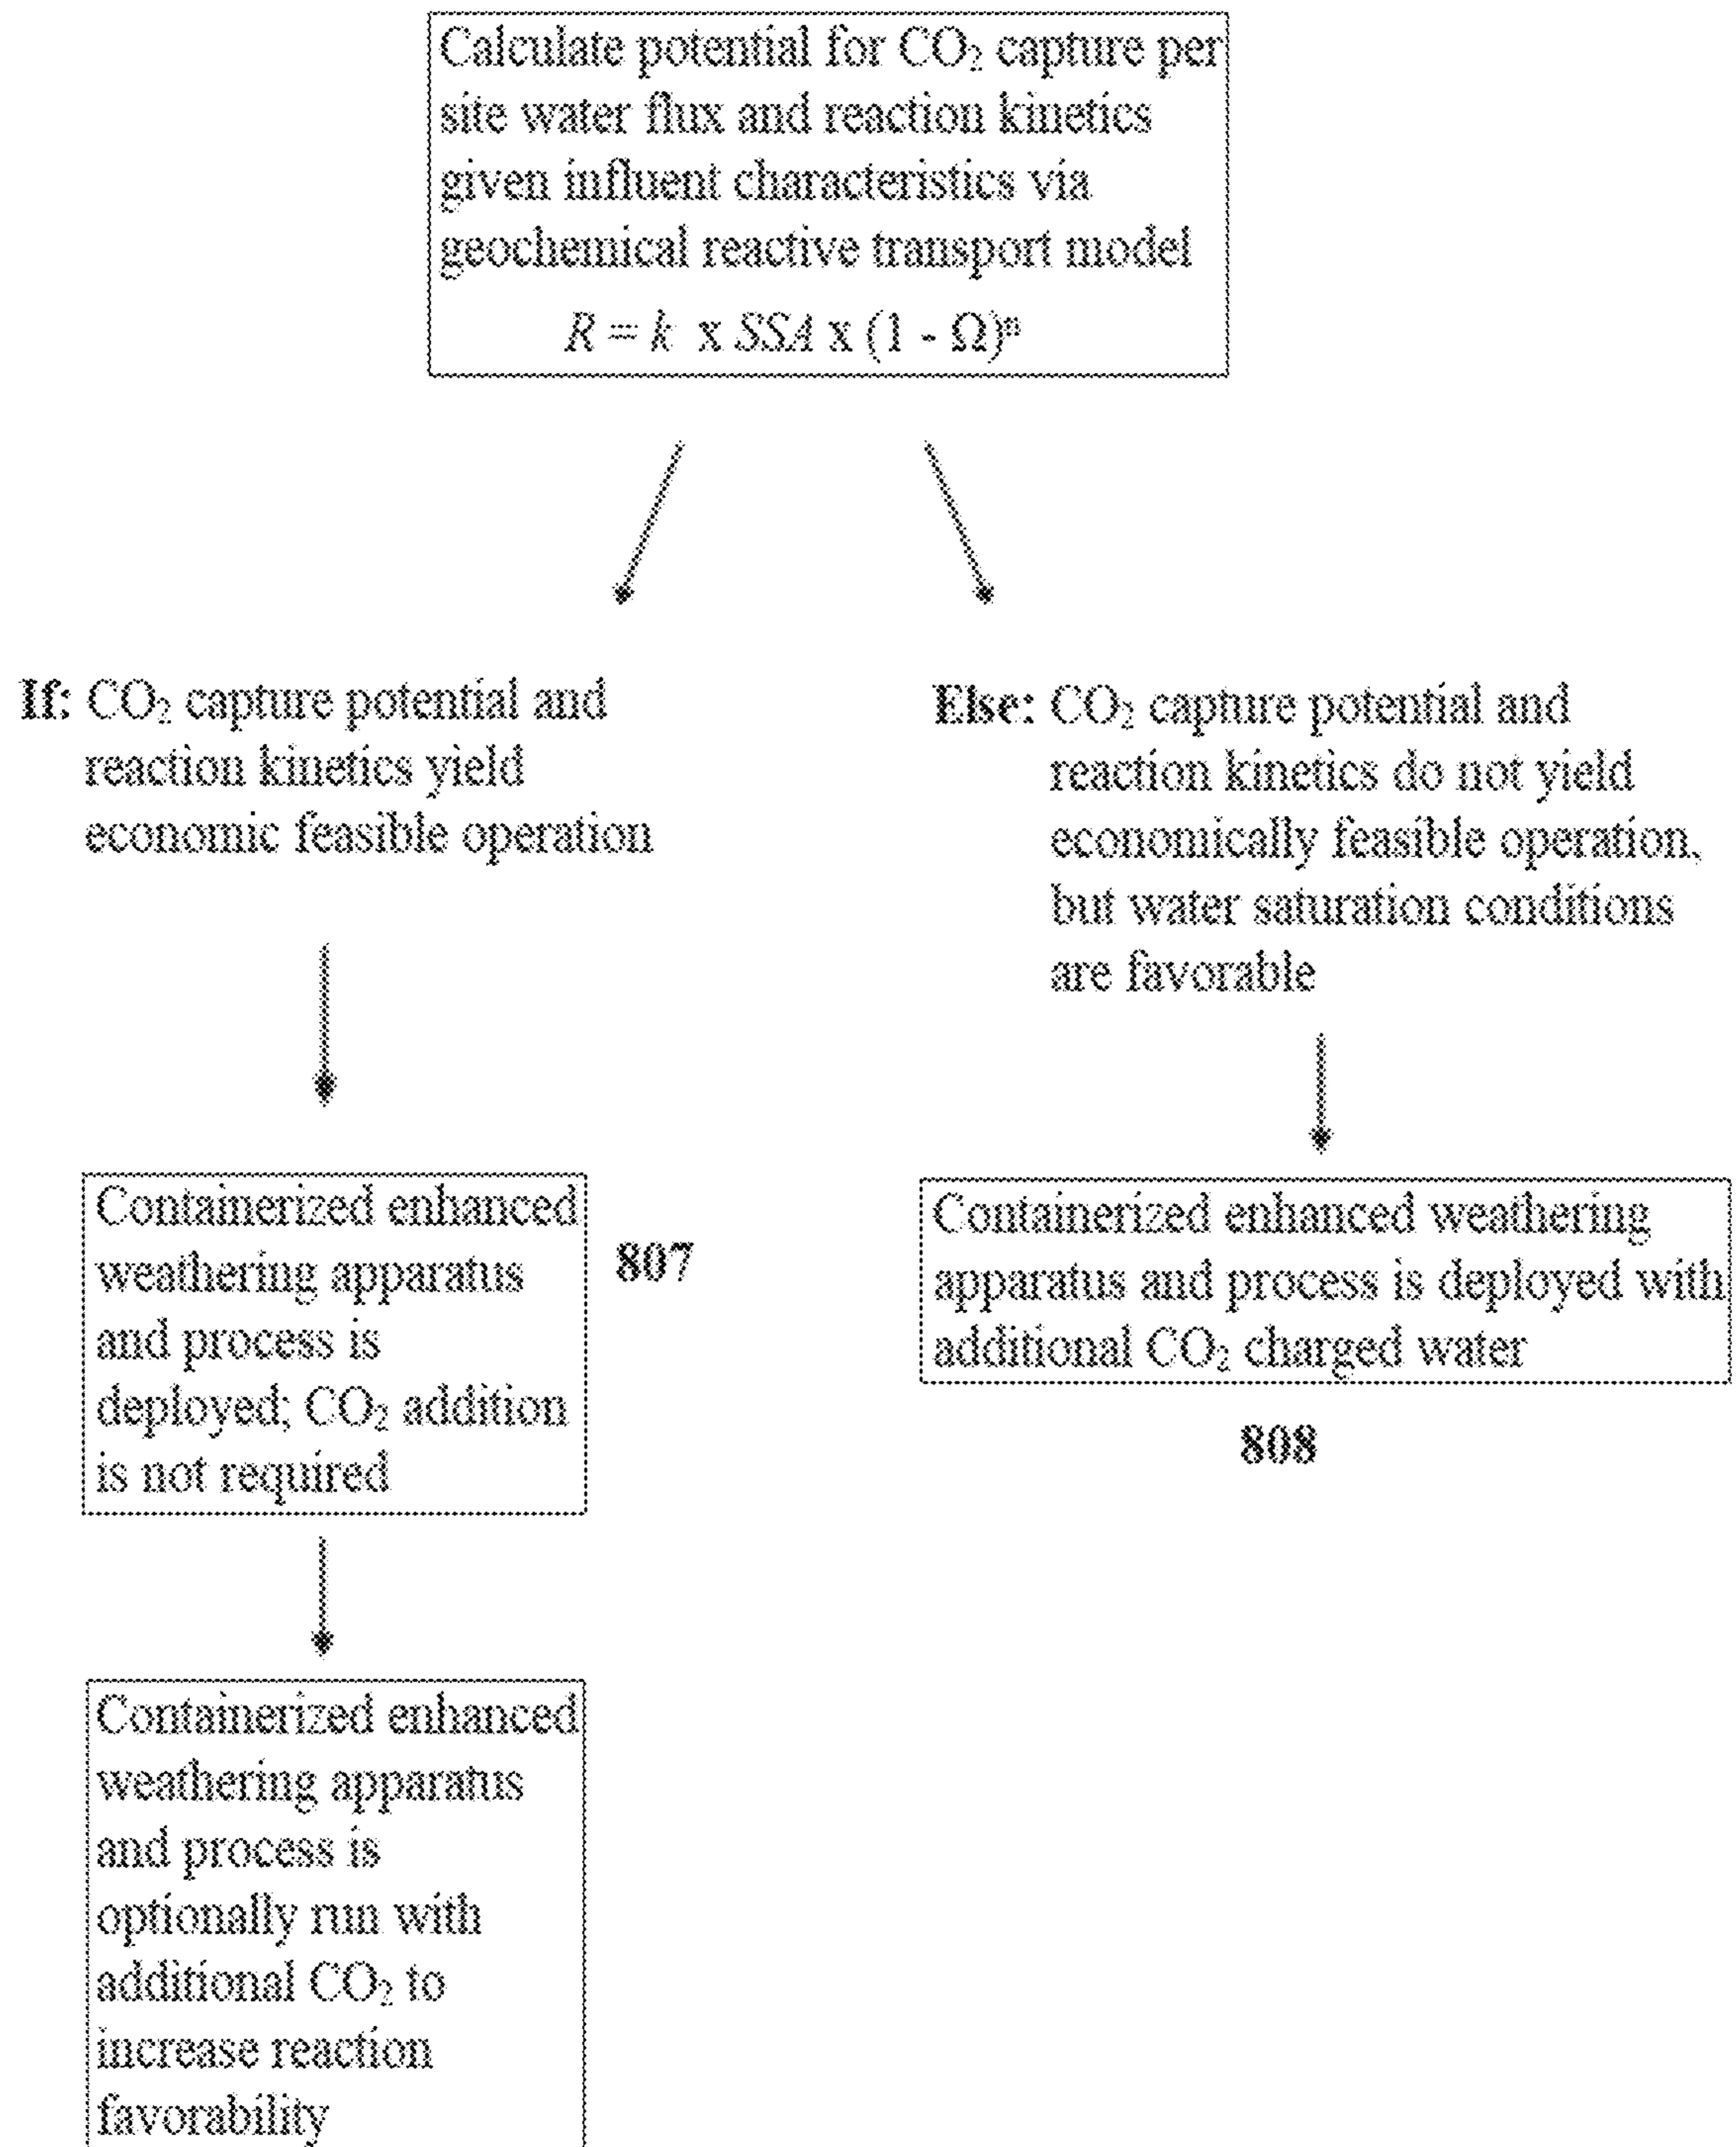 Calculate potential for CO₂ capture per
site water flux and reaction kinetics
given influent characteristics via
geochemical reactive transport model
R = k x SSA x (1 - Ω)ⁿ
If: CO₂ capture potential and
reaction kinetics yield
economic feasible operation
Else: CO₂ capture potential and
reaction kinetics do not yield
economically feasible operation,
but water saturation conditions
are favorable
Containerized enhanced
weathering apparatus
and process is
deployed; CO₂ addition
is not required
807
Containerized enhanced weathering
apparatus and process is deployed with
additional CO₂ charged water
808
Containerized enhanced
weathering apparatus
and process is
optionally run with
additional CO₂ to
increase reaction
favorability